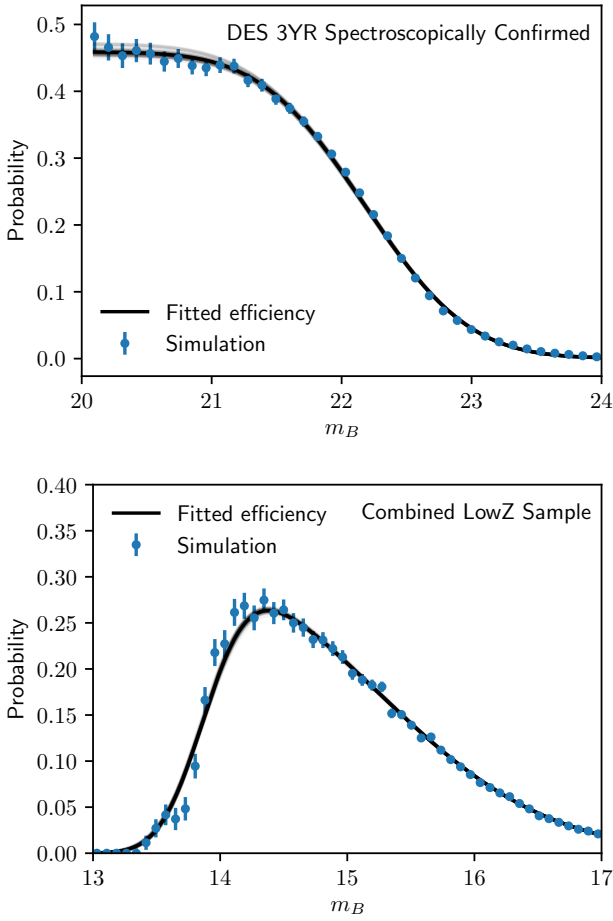 DES 3YR Spectroscopically Confirmed
0.5
0.4
0.3
0.2
0.1
0.0
Probability
Fitted efficiency
Simulation
20 21 22 23 24
m_B
Combined LowZ Sample
0.40
0.35
0.30
0.25
0.20
0.15
0.10
0.05
0.00
Probability
Fitted efficiency
Simulation
13 14 15 16 17
m_B